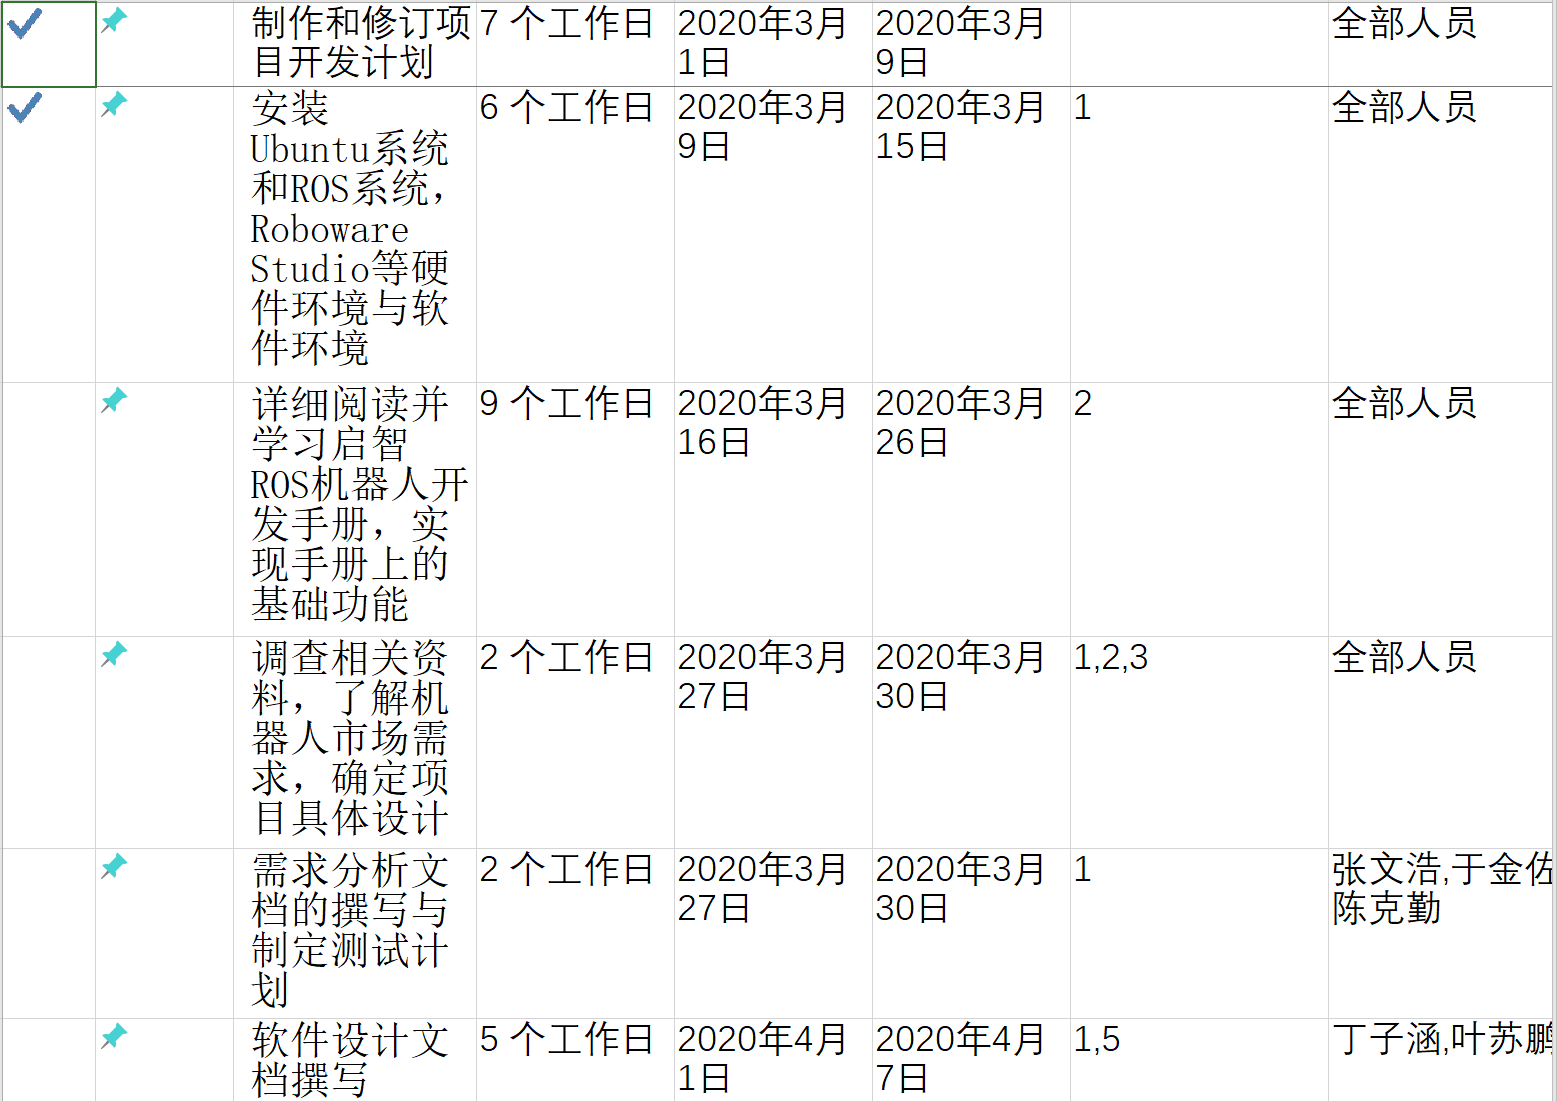 制作和修订项 7 个工作日 2020年3月 2020年3月 全部人员
目开发计划 1日 9日
安装 6 个工作日 2020年3月 2020年3月 1 全部人员
Ubuntu系统 9日 15日
和ROS系统，
Roboware
Studio等硬
件环境与软
件环境
详细阅读并 9 个工作日 2020年3月 2020年3月 2 全部人员
学习启智 16日 26日
ROS机器人开
发手册，实
现手册上的
基础功能
调查相关资 2 个工作日 2020年3月 2020年3月 1,2,3 全部人员
料，了解机 27日 30日
器人市场需
求，确定项
目具体设计
需求分析文 2 个工作日 2020年3月 2020年3月 1 张文浩,于金佐
档的撰写与 27日 30日 陈克勤
制定测试计
划
软件设计文 5 个工作日 2020年4月 2020年4月 1,5 丁子涵,叶苏鹏
档撰写 1日 7日